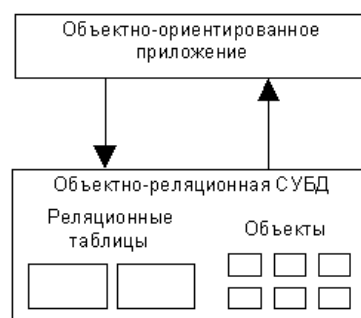 Объектно-ориентированное
приложение
Объектно-реляционная СУБД
Реляционные
таблицы
Объекты